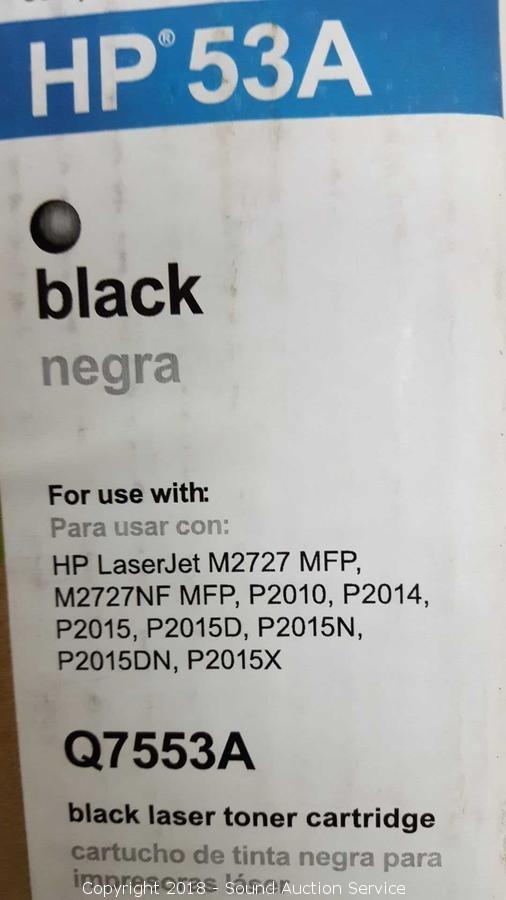 HP® 53A
black
negra
For use with:
Para usar con:
HP LaserJet M2727 MFP,
M2727NF MFP, P2010, P2014,
P2015, P2015D, P2015N,
P2015DN, P2015X
Q7553A
black laser toner cartridge
cartucho de tinta negra para
impresoras láser
Copyright 2018 - Sound Auction Service